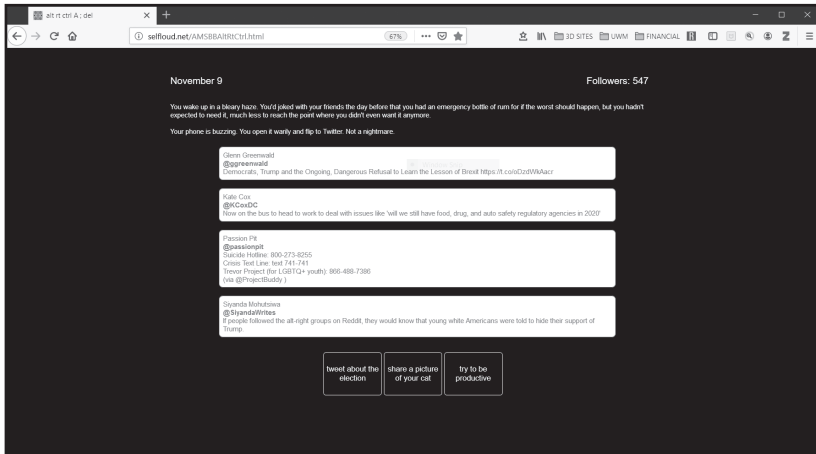 alt rt ctrl A ; del
selfloud.net/AMSBBAltRtCtrl.html
67%
3D SITES
UWM
FINANCIAL
November 9
Followers: 547
You wake up in a bleary haze. You'd joked with your friends the day before that you had an emergency bottle of rum for if the worst should happen, but you hadn't
expected to need it, much less to reach the point where you didn't even want it anymore.
Your phone is buzzing. You open it warily and flip to Twitter. Not a nightmare.
Glenn Greenwald
@ggreenwald
Democrats, Trump and the Ongoing, Dangerous Refusal to Learn the Lesson of Brexit
Kate Cox
@KCoxDC
Now on the bus to head to work to deal with issues like 'will we still have food, drug, and auto safety regulatory agencies in 2020'
Passion Pit
@passionpit
Suicide Hotline: 800-273-8255
Crisis Text Line: text 741-741
Trevor Project (for LGBTQ+ youth): 866-488-7386
(via @ProjectBuddy )
Siyanda Mohutsiwa
@SiyandaWrites
If people followed the alt-right groups on Reddit, they would know that young white Americans were told to hide their support of
Trump.
tweet about the
election
share a picture
of your cat
try to be
productive